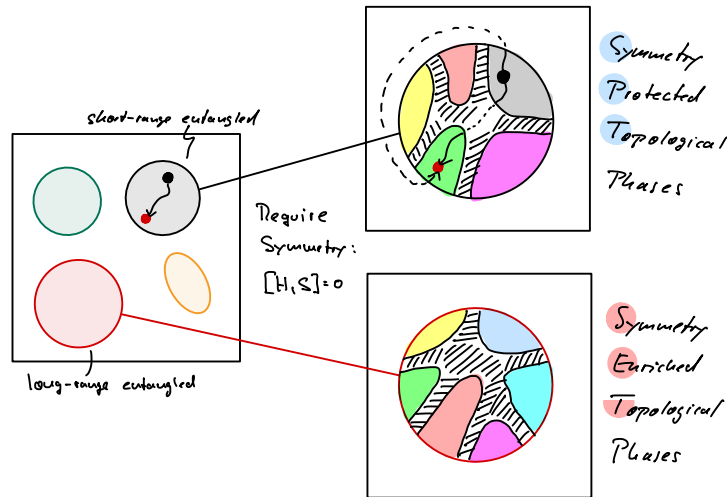 short-range entangled
long-range entangled
Require
Symmetry:
[H,S]=0
Symmetry
Protected
Topological
Phases
Symmetry
Enriched
Topological
Phases